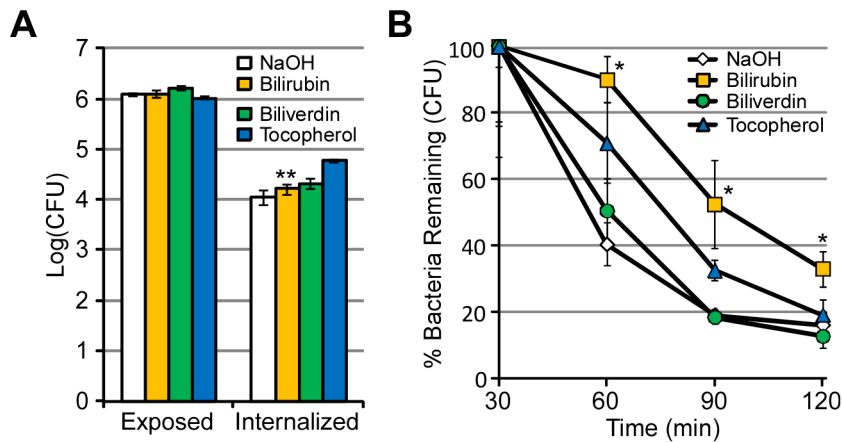 A
7
6
5
4
3
2
1
0
Log(CFU)
NaOH
Bilirubin
Biliverdin
Tocopherol
**
Exposed
Internalized
B
100
80
60
40
20
0
% Bacteria Remaining (CFU)
NaOH
Bilirubin
Biliverdin
Tocopherol
*
*
*
30
60
90
120
Time (min)